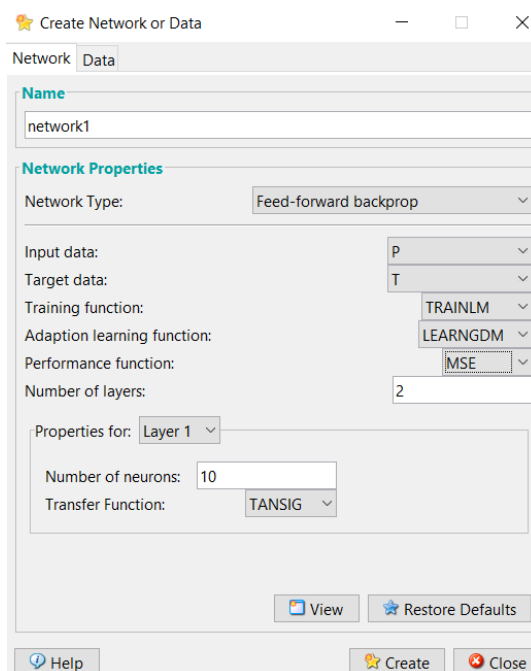 Create Network or Data
Network Data
Name
network1
Network Properties
Network Type: Feed-forward backprop
Input data: P
Target data: T
Training function: TRAINLM
Adaption learning function: LEARNGDM
Performance function: MSE
Number of layers: 2
Properties for: Layer 1
Number of neurons: 10
Transfer Function: TANSIG
View Restore Defaults
Help Create Close